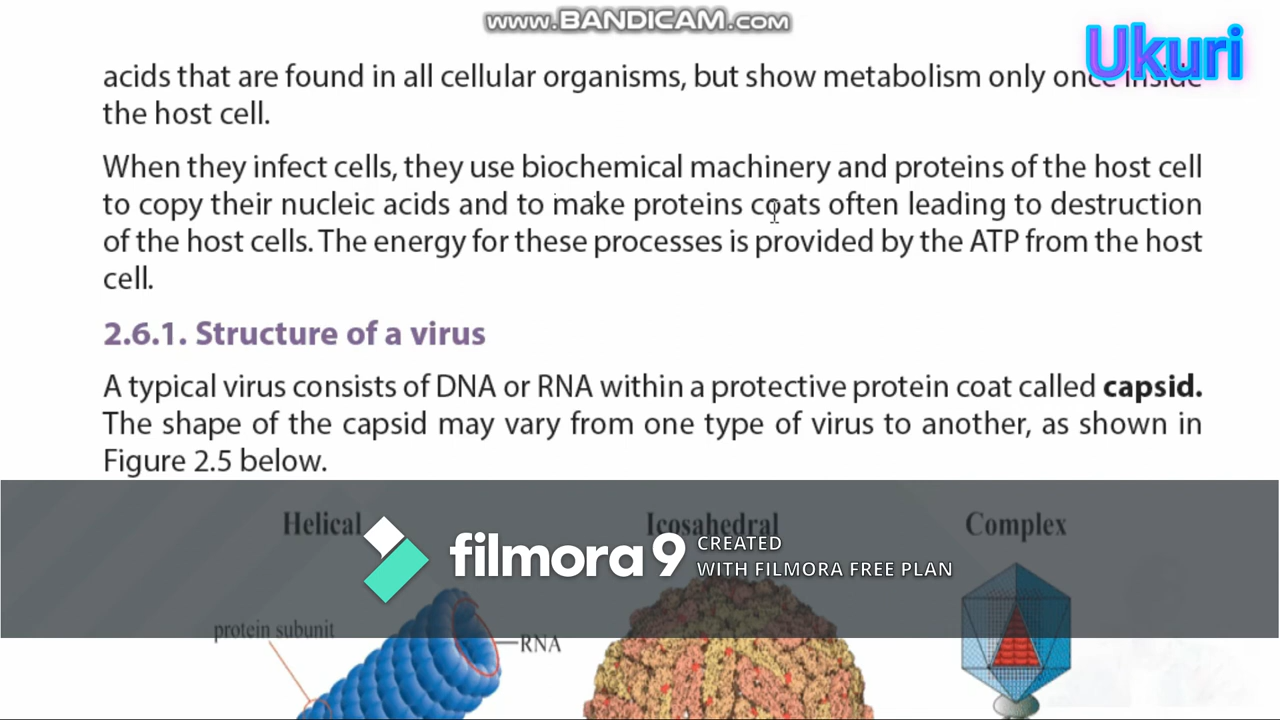 www.BANDICAM.com
Ukuri
acids that are found in all cellular organisms, but show metabolism only once inside
the host cell.
When they infect cells, they use biochemical machinery and proteins of the host cell
to copy their nucleic acids and to make proteins coats often leading to destruction
of the host cells. The energy for these processes is provided by the ATP from the host
cell.
2.6.1. Structure of a virus
A typical virus consists of DNA or RNA within a protective protein coat called capsid.
The shape of the capsid may vary from one type of virus to another, as shown in
Figure 2.5 below.
Helical Icosahedral Complex
filmora9 CREATED
WITH FILMORA FREE PLAN
protein subunit
RNA